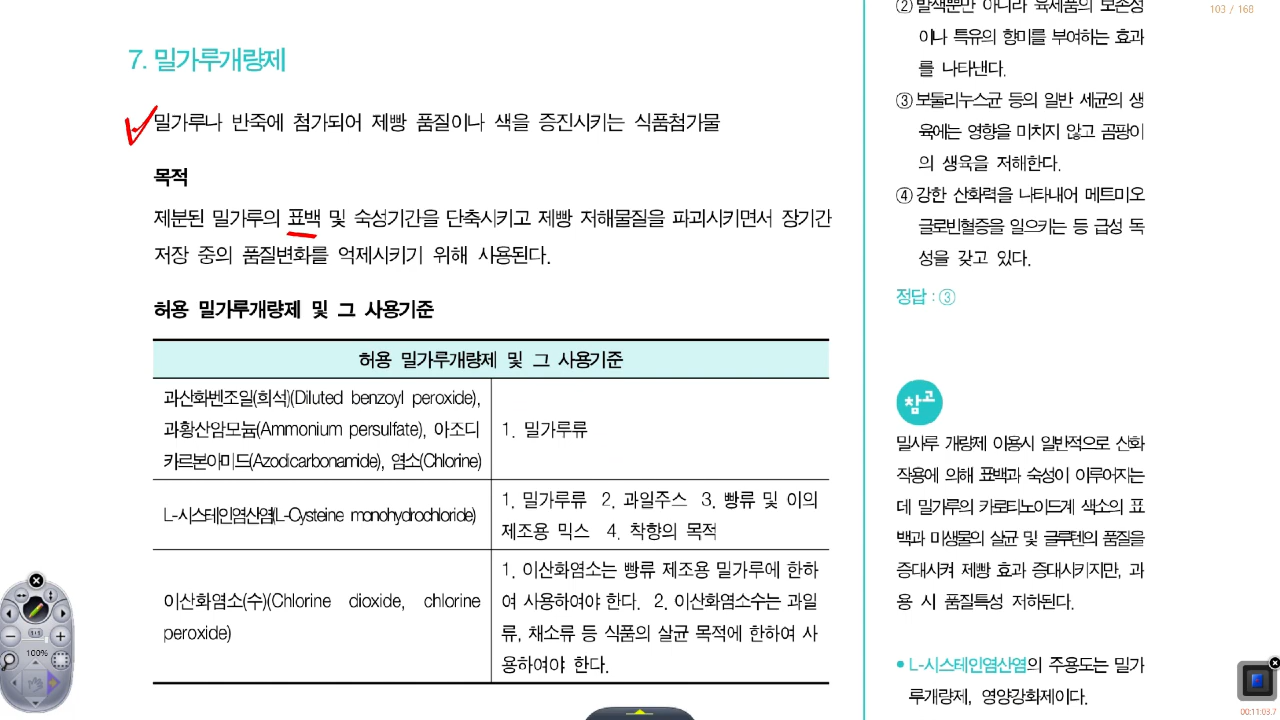 7. 밀가루개량제
밀가루나 반죽에 첨가되어 제빵 품질이나 색을 증진시키는 식품첨가물
목적
제분된 밀가루의 표백 및 숙성기간을 단축시키고 제빵 저해물질을 파괴시키면서 장기간
저장 중의 품질변화를 억제시키기 위해 사용된다.
허용 밀가루개량제 및 그 사용기준
허용 밀가루개량제 및 그 사용기준
과산화벤조일(희석)(Diluted benzoyl peroxide),
과황산암모늄(Ammonium persulfate), 아조디
카르본아미드(Azodicarbonamide), 염소(Chlorine)
1. 밀가루류
L-시스테인염산염(L-Cysteine monohydrochloride)
1. 밀가루류 2. 과일주스 3. 빵류 및 이의
제조용 믹스 4. 착향의 목적
이산화염소(수)(Chlorine dioxide, chlorine
peroxide)
1. 이산화염소는 빵류 제조용 밀가루에 한하
여 사용하여야 한다. 2. 이산화염소수는 과일
류, 채소류 등 식품의 살균 목적에 한하여 사
용하여야 한다.
② 발색뿐만 아니라 육제품의 보존성
이나 특유의 향미를 부여하는 효과
를 나타낸다.
③ 보툴리누스균 등의 일반 세균의 생
육에는 영향을 미치지 않고 곰팡이
의 생육을 저해한다.
④ 강한 산화력을 나타내어 메트미오
글로빈혈증을 일으키는 등 급성 독
성을 갖고 있다.
정답 : ③
참고
밀사루 개량제 이용시 일반적으로 산화
작용에 의해 표백과 숙성이 이루어지는
데 밀가루의 카로티노이드계 색소의 표
백과 미생물의 살균 및 글루텐의 품질을
증대시켜 제빵 효과 증대시키지만, 과
용 시 품질특성 저하된다.
• L-시스테인염산염의 주용도는 밀가
루개량제, 영양강화제이다.
103 / 168
1:1
100%
00:11:03.7